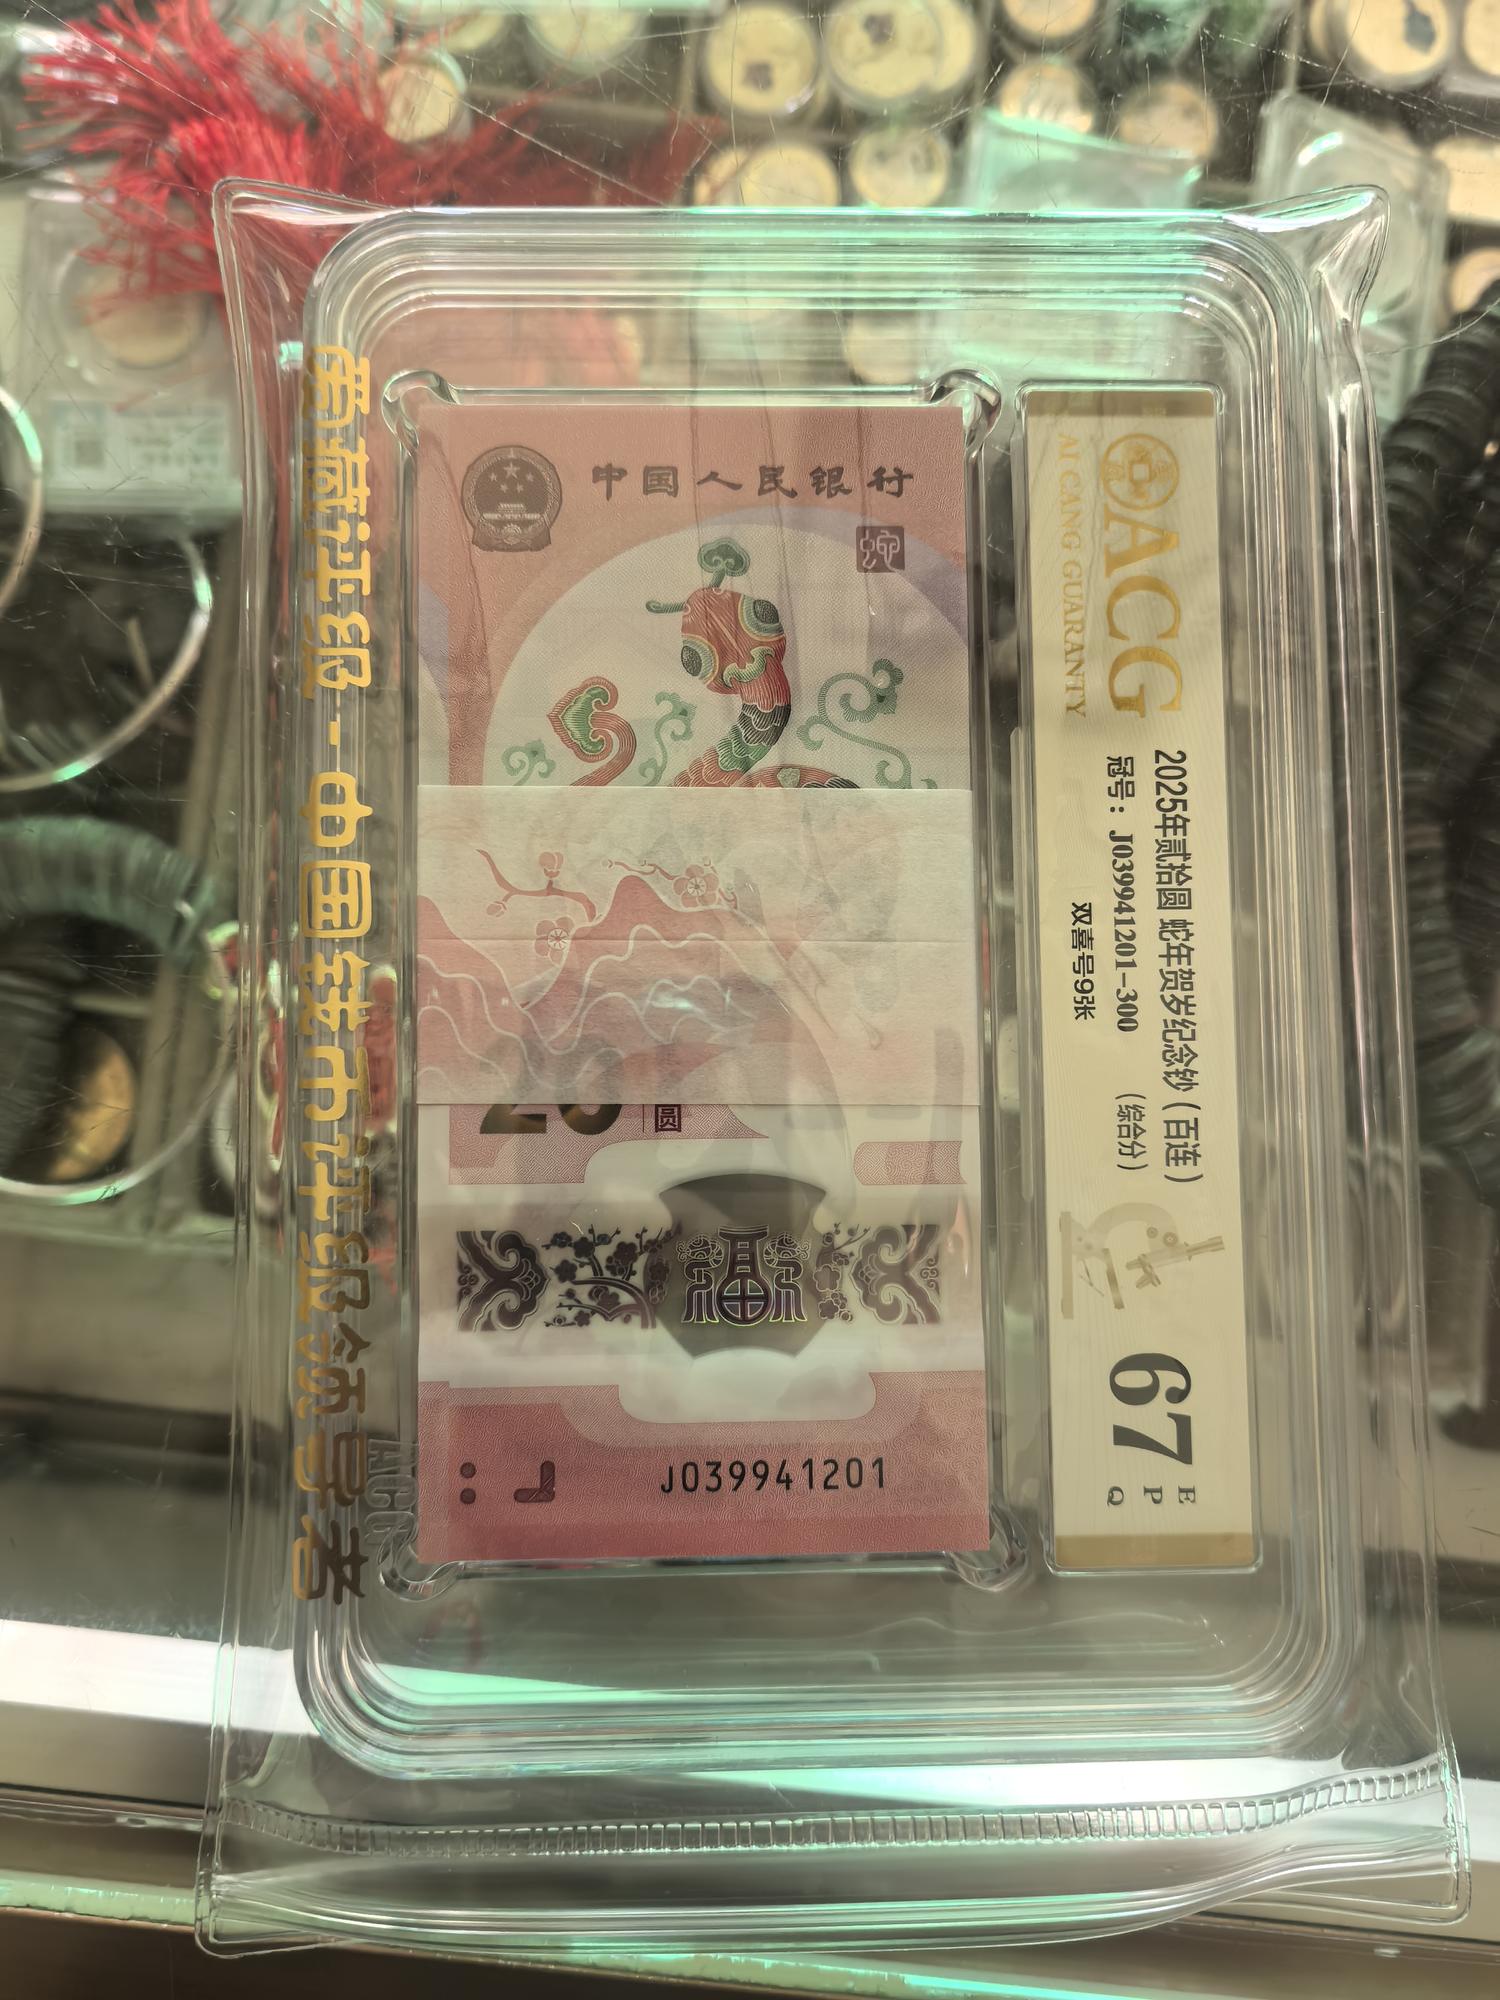 爱藏评级-中国钱币评级领导者
中国人民银行
蛇
20
圆
J039941201
ACG
AI CANG GUARANTY
2025年贰拾圆 蛇年贺岁纪念钞（百连）
冠号：J039941201-300 （综合分）
双喜号9张
67
E
P
Q
ACG